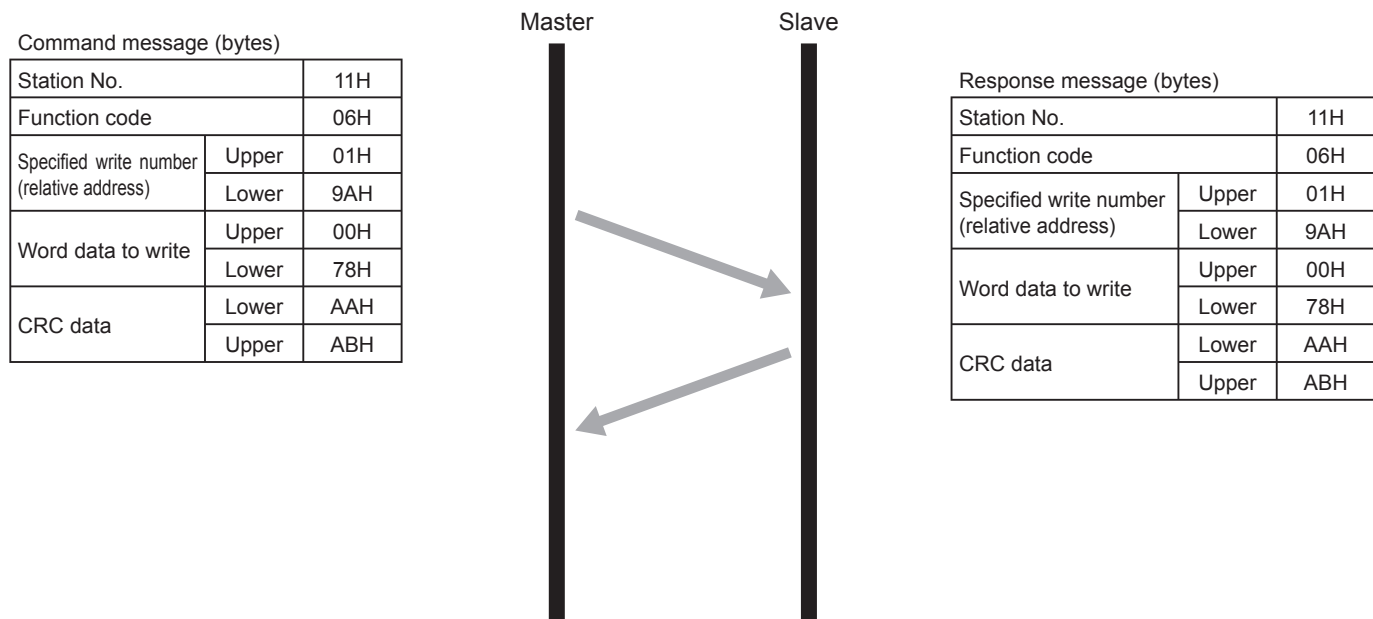 Master
Slave
Command message (bytes)
Station No. 11H
Function code 06H
Specified write number
(relative address)
Upper 01H
Lower 9AH
Word data to write
Upper 00H
Lower 78H
CRC data
Lower AAH
Upper ABH
Response message (bytes)
Station No. 11H
Function code 06H
Specified write number
(relative address)
Upper 01H
Lower 9AH
Word data to write
Upper 00H
Lower 78H
CRC data
Lower AAH
Upper ABH